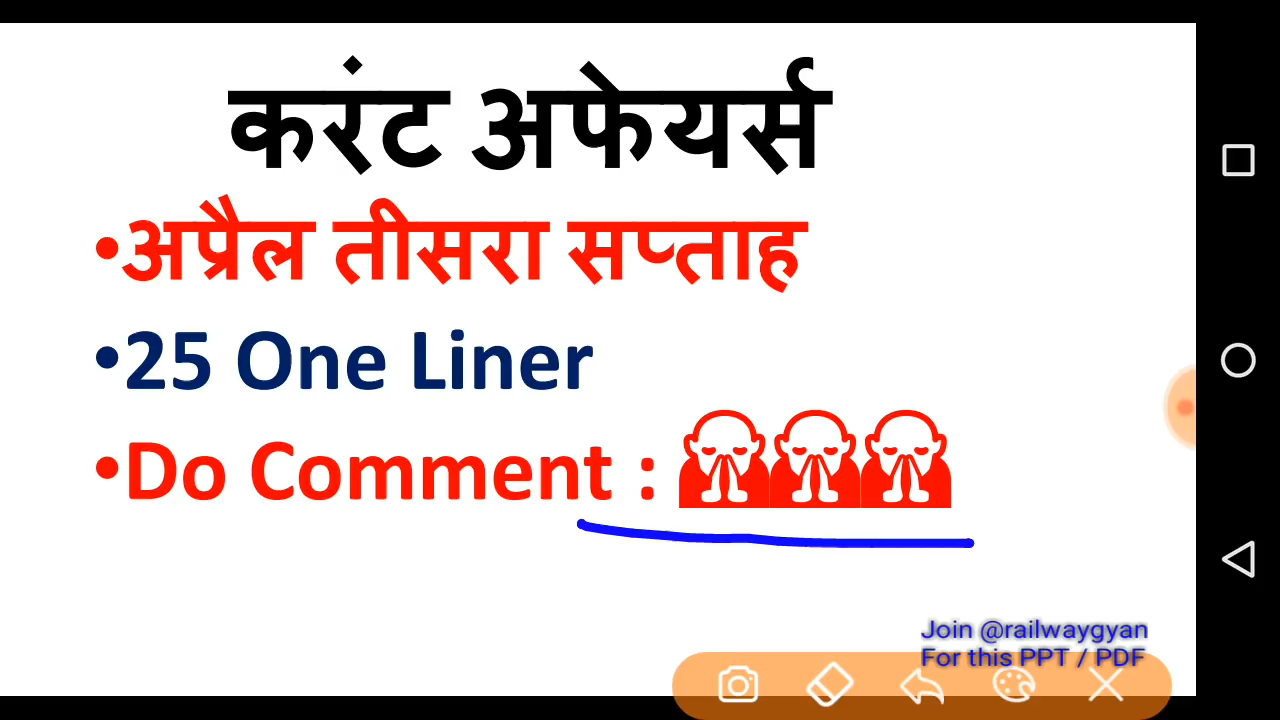 करंट अफेयर्स
•अप्रैल तीसरा सप्ताह
•25 One Liner
•Do Comment : 🙏🙏🙏
Join @railwaygyan
For this PPT / PDF